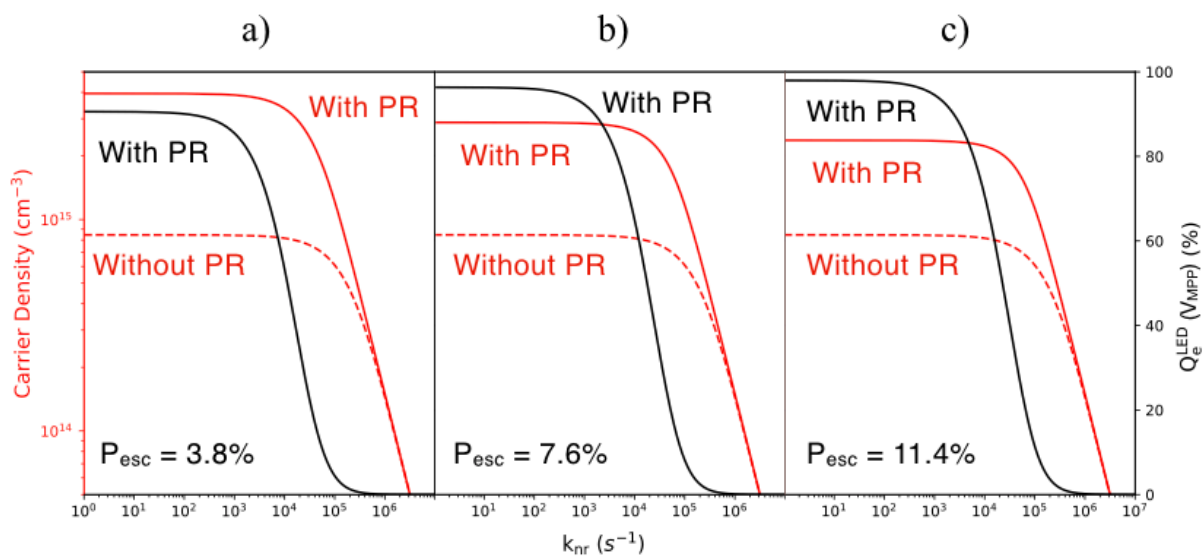 a) b) c)
Carrier Density (cm⁻³)
10¹⁵
10¹⁴
With PR
With PR
Without PR
P_esc = 3.8%
With PR
With PR
Without PR
P_esc = 7.6%
With PR
With PR
Without PR
P_esc = 11.4%
100
80
60
40
20
0
Q_e^LED (V_MPP) (%)
10⁰ 10¹ 10² 10³ 10⁴ 10⁵ 10⁶ 10¹ 10² 10³ 10⁴ 10⁵ 10⁶ 10¹ 10² 10³ 10⁴ 10⁵ 10⁶ 10⁷
k_nr (s⁻¹)